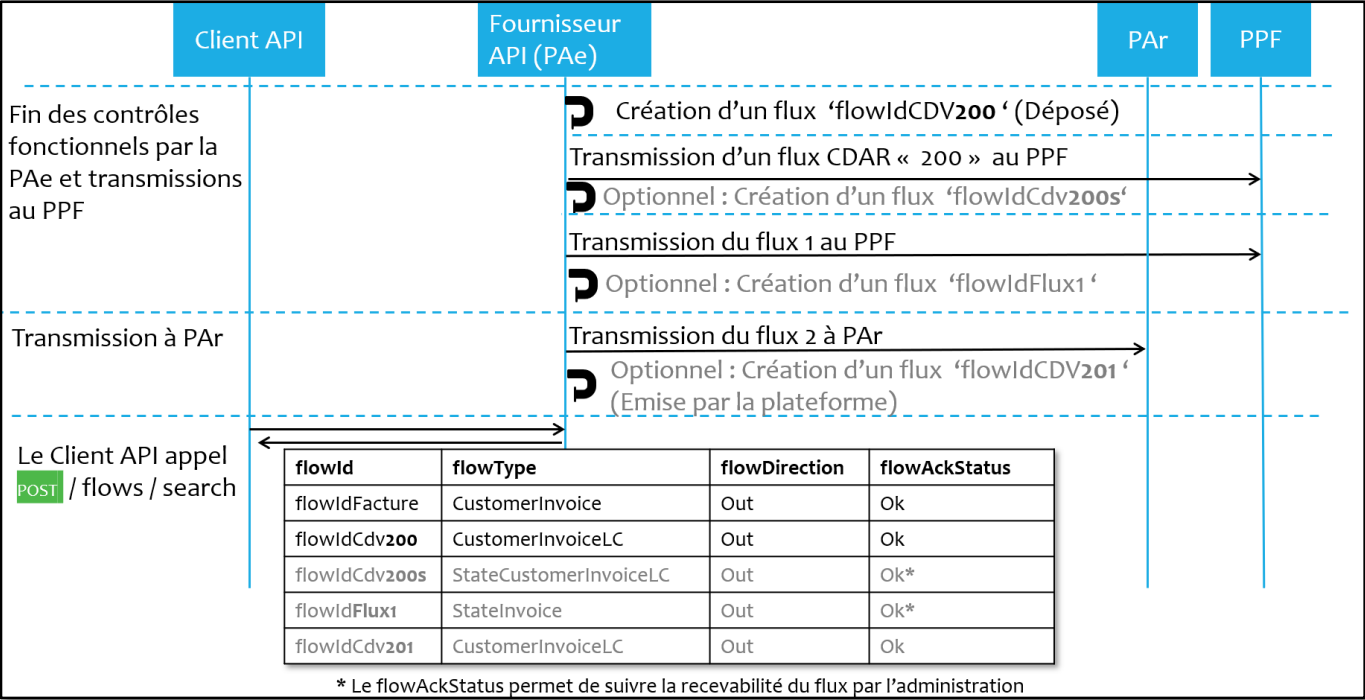 Client API
Fournisseur
API (PAe)
PAr
PPF
Fin des contrôles
fonctionnels par la
PAe et transmissions
au PPF
Création d’un flux ‘flowIdCDV200 ‘ (Déposé)
Transmission d’un flux CDAR « 200 » au PPF
Optionnel : Création d’un flux ‘flowIdCdv200s‘
Transmission du flux 1 au PPF
Optionnel : Création d’un flux ‘flowIdFlux1 ‘
Transmission à PAr
Transmission du flux 2 à PAr
Optionnel : Création d’un flux ‘flowIdCDV201 ‘
(Emise par la plateforme)
Le Client API appel
POST / flows / search
flowId flowType flowDirection flowAckStatus
flowIdFacture CustomerInvoice Out Ok
flowIdCdv200 CustomerInvoiceLC Out Ok
flowIdCdv200s StateCustomerInvoiceLC Out Ok*
flowIdFlux1 StateInvoice Out Ok*
flowIdCdv201 CustomerInvoiceLC Out Ok
* Le flowAckStatus permet de suivre la recevabilité du flux par l’administration